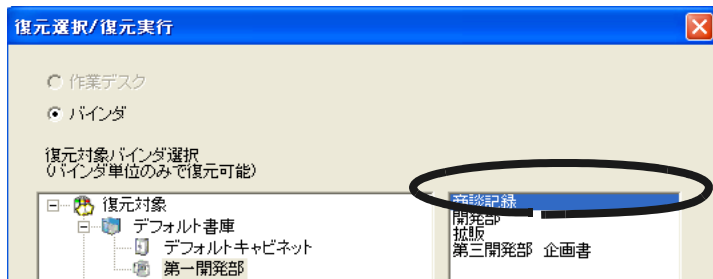 復元選択/復元実行
作業デスク
バインダ
復元対象バインダ選択
(バインダ単位のみで復元可能)
復元対象
デフォルト書庫
デフォルトキャビネット
第一開発部
商談記録
開発部
拡販
第三開発部 企画書